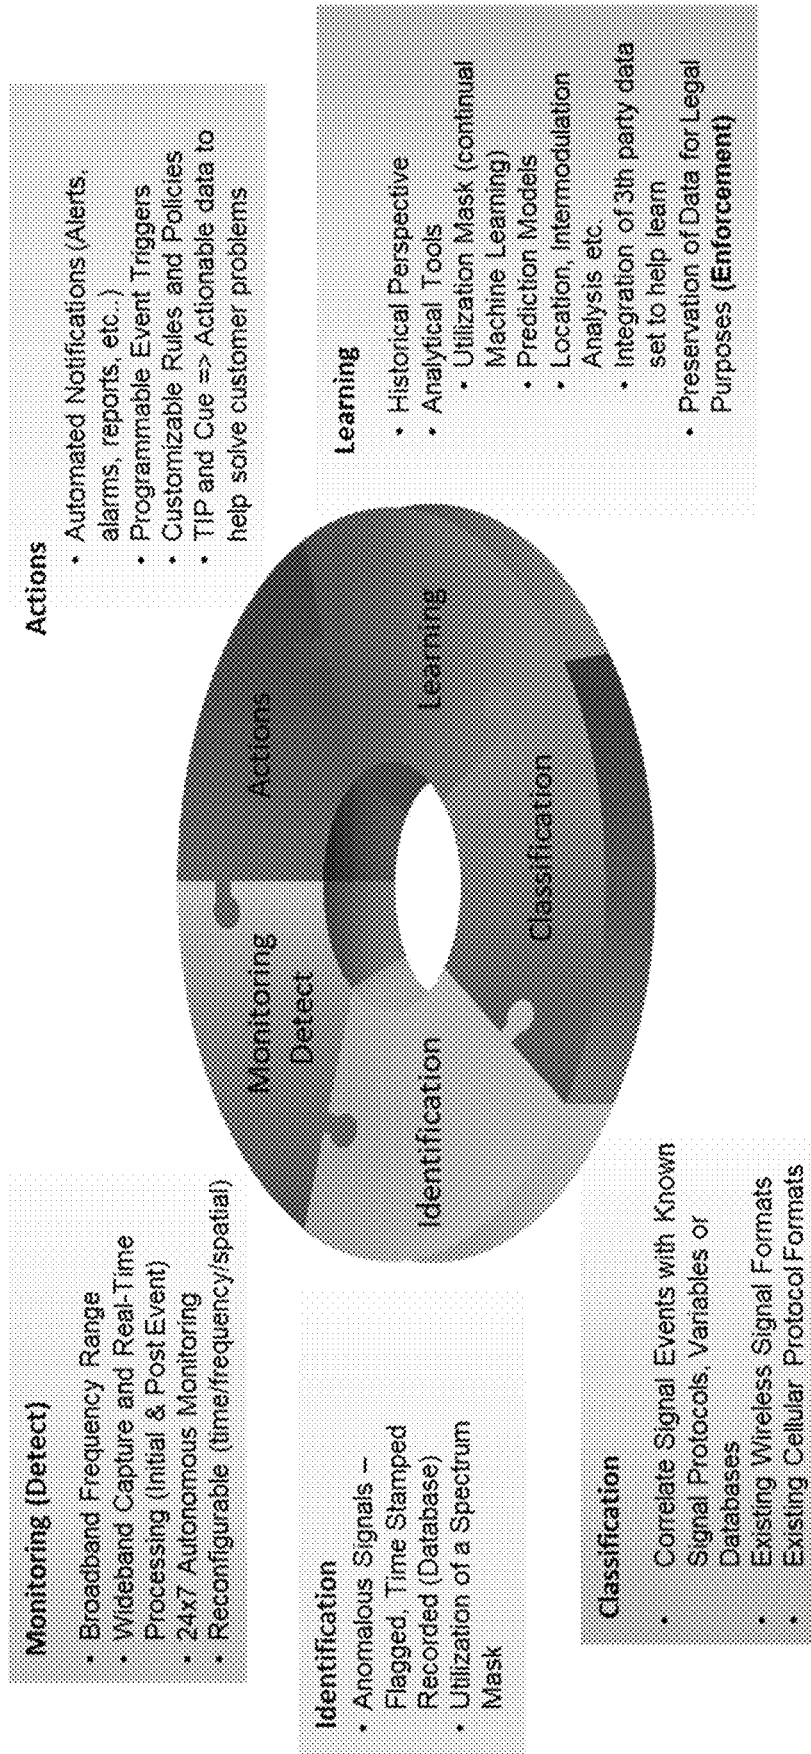 Monitoring (Detect)
• Broadband Frequency Range
• Wideband Capture and Real-Time
Processing (Initial & Post Event)
• 24x7 Autonomous Monitoring
• Reconfigurable (time/frequency/spatial)
Identification
• Anomalous Signals –
Flagged, Time Stamped
Recorded (Database)
• Utilization of a Spectrum
Mask
Classification
• Correlate Signal Events with Known
Signal Protocols, Variables or
Databases
• Existing Wireless Signal Formats
• Existing Cellular Protocol Formats
Monitoring
Detect
Identification
Classification
Actions
Learning
Actions
• Automated Notifications (Alerts,
alarms, reports, etc..)
• Programmable Event Triggers
• Customizable Rules and Policies
• TIP and Cue => Actionable data to
help solve customer problems
Learning
• Historical Perspective
• Analytical Tools
• Utilization Mask (continual
Machine Learning)
• Prediction Models
• Location, Intermodulation
Analysis etc.
• Integration of 3th party data
set to help learn
• Preservation of Data for Legal
Purposes (Enforcement)